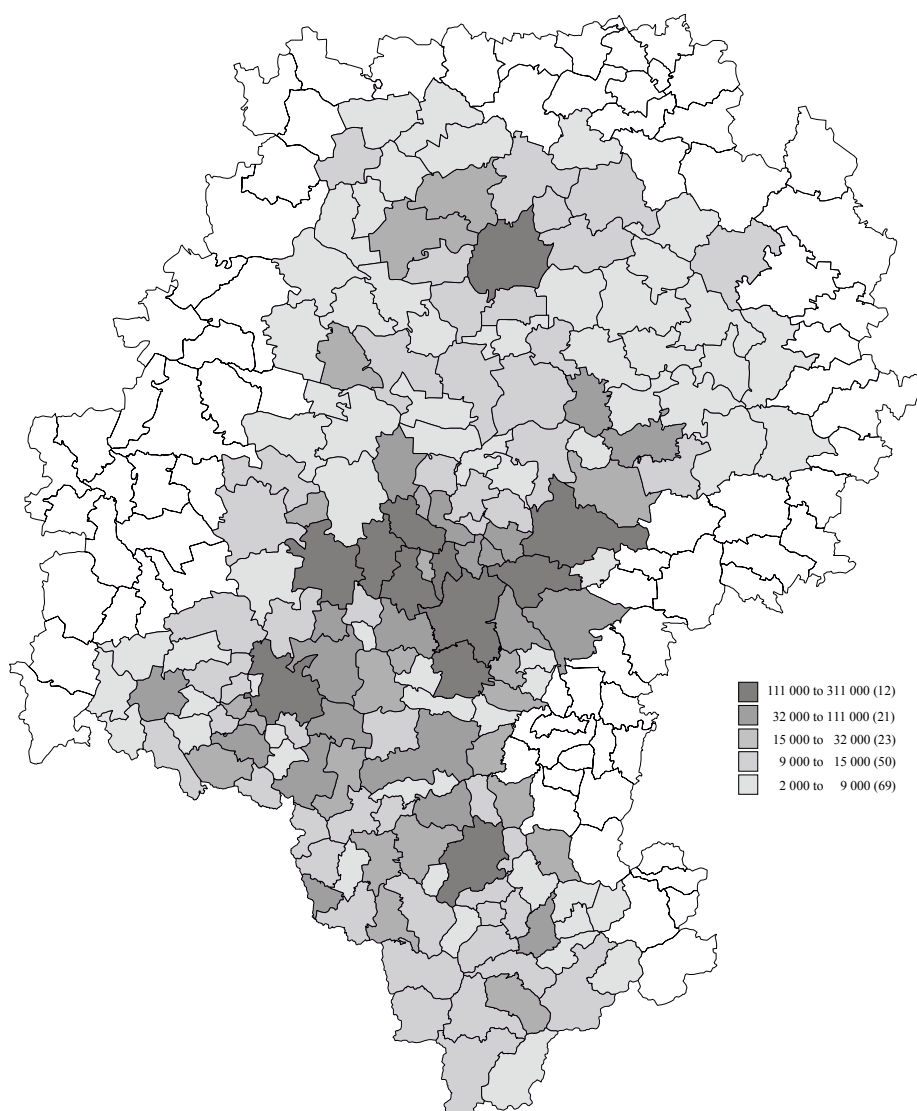 111 000 to 311 000 (12)
32 000 to 111 000 (21)
15 000 to 32 000 (23)
9 000 to 15 000 (50)
2 000 to 9 000 (69)